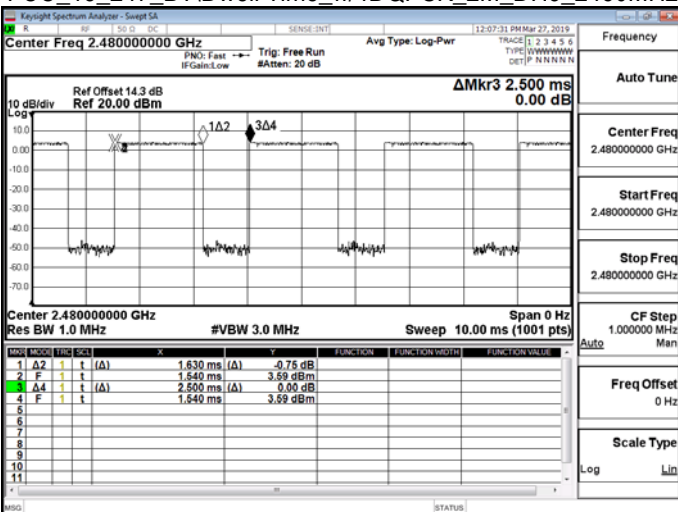 Keysight Spectrum Analyzer - Swept SA
R RF 50 Ω DC SENSE:INT 12:07:31 PM Mar 27, 2019
Center Freq 2.480000000 GHz
PNO: Fast
IFGain:Low
Trig: Free Run
#Atten: 20 dB
Avg Type: Log-Pwr
TRACE 1 2 3 4 5 6
TYPE WWWWWW
DET P N N N N N
Ref Offset 14.3 dB
Ref 20.00 dBm
10 dB/div
Log
ΔMkr3 2.500 ms
0.00 dB
1Δ2
3Δ4
10.0
0.00
-10.0
-20.0
-30.0
-40.0
-50.0
-60.0
-70.0
Center 2.480000000 GHz
Res BW 1.0 MHz
#VBW 3.0 MHz
Span 0 Hz
Sweep 10.00 ms (1001 pts)
MKR MODE TRC SCL X Y FUNCTION FUNCTION WIDTH FUNCTION VALUE
1 Δ2 1 t (Δ) 1.630 ms (Δ) -0.75 dB
2 F 1 t 1.540 ms 3.59 dBm
3 Δ4 1 t (Δ) 2.500 ms (Δ) 0.00 dB
4 F 1 t 1.540 ms 3.59 dBm
5
6
7
8
9
10
11
MSG
STATUS
Frequency
Auto Tune
Center Freq
2.480000000 GHz
Start Freq
2.480000000 GHz
Stop Freq
2.480000000 GHz
CF Step
1.000000 MHz
Auto Man
Freq Offset
0 Hz
Scale Type
Log Lin